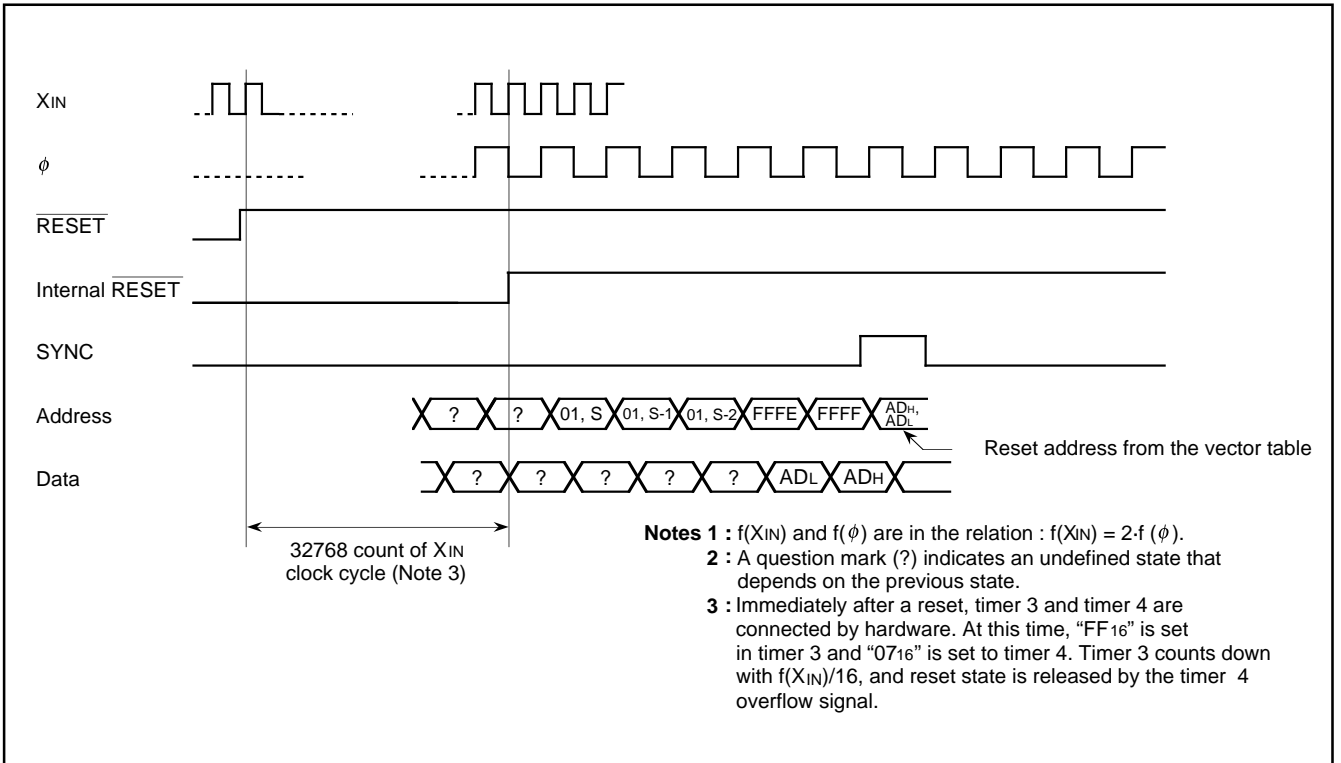 XIN
ϕ
RESET
Internal RESET
SYNC
Address
? ? 01, S 01, S-1 01, S-2 FFFE FFFF ADH,
ADL
Reset address from the vector table
Data
? ? ? ? ? ADL ADH
32768 count of XIN
clock cycle (Note 3)
Notes 1 : f(XIN) and f(ϕ) are in the relation : f(XIN) = 2·f (ϕ).
2 : A question mark (?) indicates an undefined state that
depends on the previous state.
3 : Immediately after a reset, timer 3 and timer 4 are
connected by hardware. At this time, “FF16” is set
in timer 3 and “0716” is set to timer 4. Timer 3 counts down
with f(XIN)/16, and reset state is released by the timer 4
overflow signal.